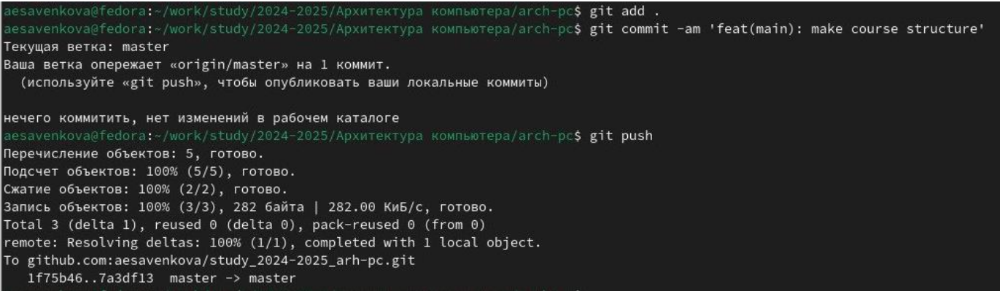 aesavenkova@fedora:~/work/study/2024-2025/Архитектура компьютера/arch-pc$ git add .
aesavenkova@fedora:~/work/study/2024-2025/Архитектура компьютера/arch-pc$ git commit -am 'feat(main): make course structure'
Текущая ветка: master
Ваша ветка опережает «origin/master» на 1 коммит.
  (используйте «git push», чтобы опубликовать ваши локальные коммиты)

нечего коммитить, нет изменений в рабочем каталоге
aesavenkova@fedora:~/work/study/2024-2025/Архитектура компьютера/arch-pc$ git push
Перечисление объектов: 5, готово.
Подсчет объектов: 100% (5/5), готово.
Сжатие объектов: 100% (2/2), готово.
Запись объектов: 100% (3/3), 282 байта | 282.00 КиБ/с, готово.
Total 3 (delta 1), reused 0 (delta 0), pack-reused 0 (from 0)
remote: Resolving deltas: 100% (1/1), completed with 1 local object.
To github.com:aesavenkova/study_2024-2025_arh-pc.git
   1f75b46..7a3df13  master -> master